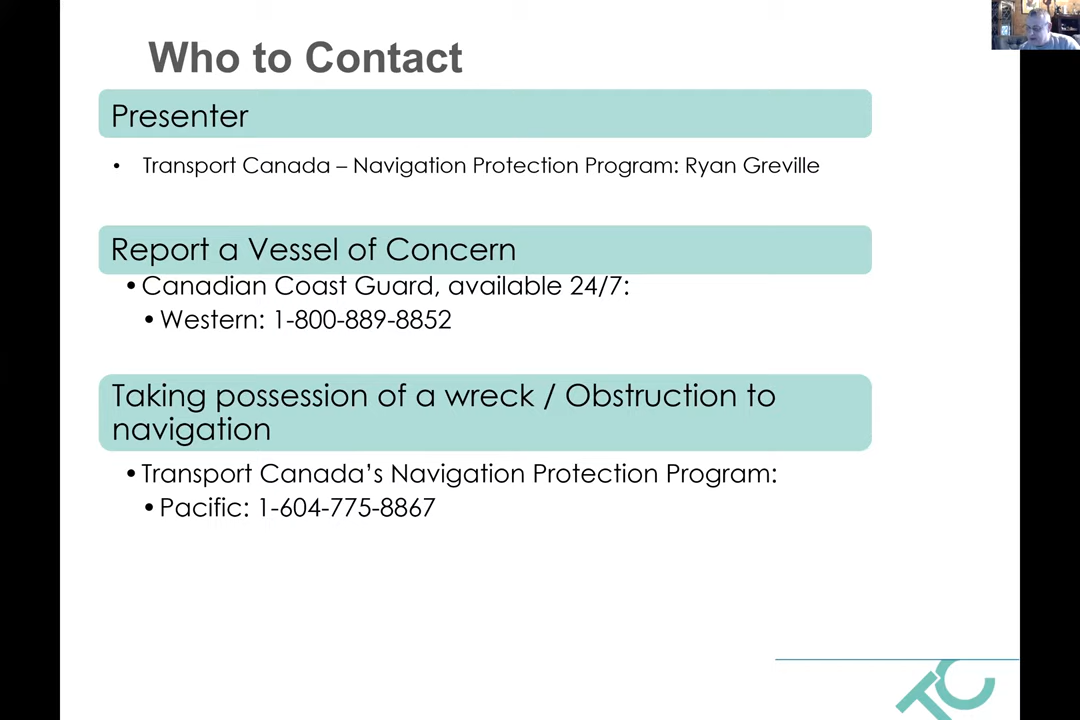 Who to Contact
Presenter
• Transport Canada – Navigation Protection Program: Ryan Greville
Report a Vessel of Concern
• Canadian Coast Guard, available 24/7:
• Western: 1-800-889-8852
Taking possession of a wreck / Obstruction to
navigation
• Transport Canada’s Navigation Protection Program:
• Pacific: 1-604-775-8867
TC